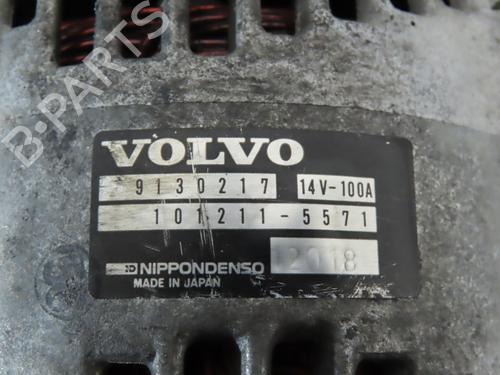 B-PARTS
VOLVO
9130217 14V-100A
101211-5571
NIPPONDENSO 2018
MADE IN JAPAN